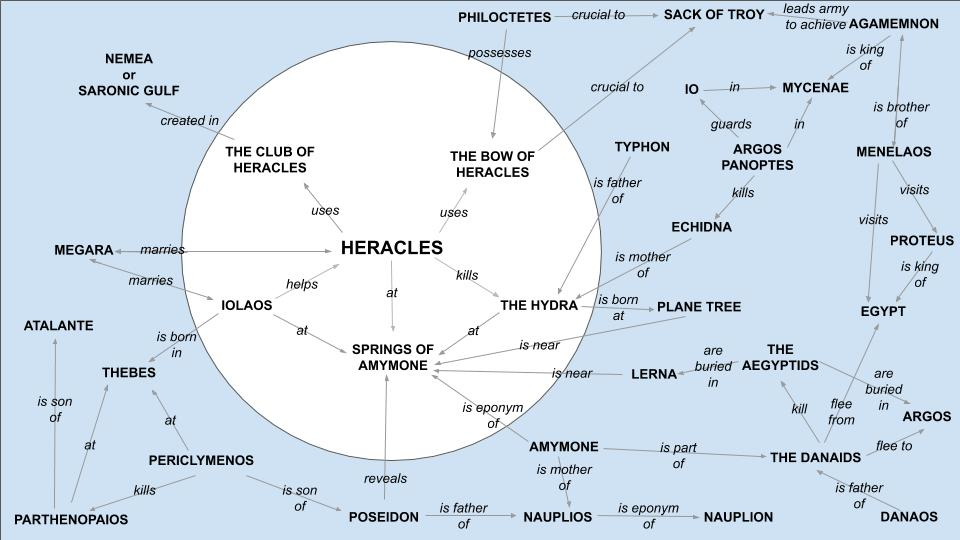 PHILOCTETES
crucial to
SACK OF TROY
leads army
to achieve
AGAMEMNON
possesses
is king
of
NEMEA
or
SARONIC GULF
crucial to
IO
in
MYCENAE
created in
guards
in
is brother
of
THE CLUB OF
HERACLES
THE BOW OF
HERACLES
TYPHON
ARGOS
PANOPTES
MENELAOS
is father
of
kills
visits
uses
uses
visits
ECHIDNA
PROTEUS
MEGARA
marries
HERACLES
is mother
of
is king
of
marries
helps
at
kills
IOLAOS
THE HYDRA
is born
at
PLANE TREE
EGYPT
ATALANTE
is born
in
at
at
is near
SPRINGS OF
AMYMONE
are
buried
in
THE
AEGYPTIDS
THEBES
is near
LERNA
are
buried
in
is son
of
at
at
is eponym
of
kill
flee
from
ARGOS
PERICLYMENOS
AMYMONE
is part
of
THE DANAIDS
flee to
kills
is son
of
reveals
is mother
of
is father
of
PARTHENOPAIOS
POSEIDON
is father
of
NAUPLIOS
is eponym
of
NAUPLION
DANAOS